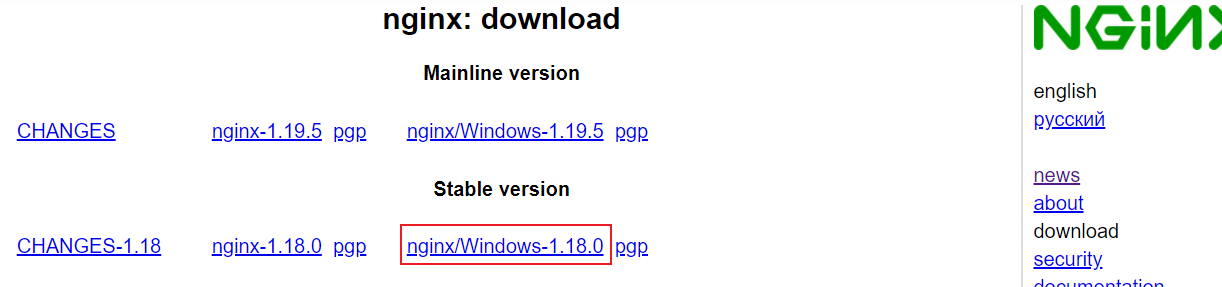 nginx: download
Mainline version
CHANGES nginx-1.19.5 pgp nginx/Windows-1.19.5 pgp
Stable version
CHANGES-1.18 nginx-1.18.0 pgp nginx/Windows-1.18.0 pgp
NGINX
english
русский
news
about
download
security
documentation